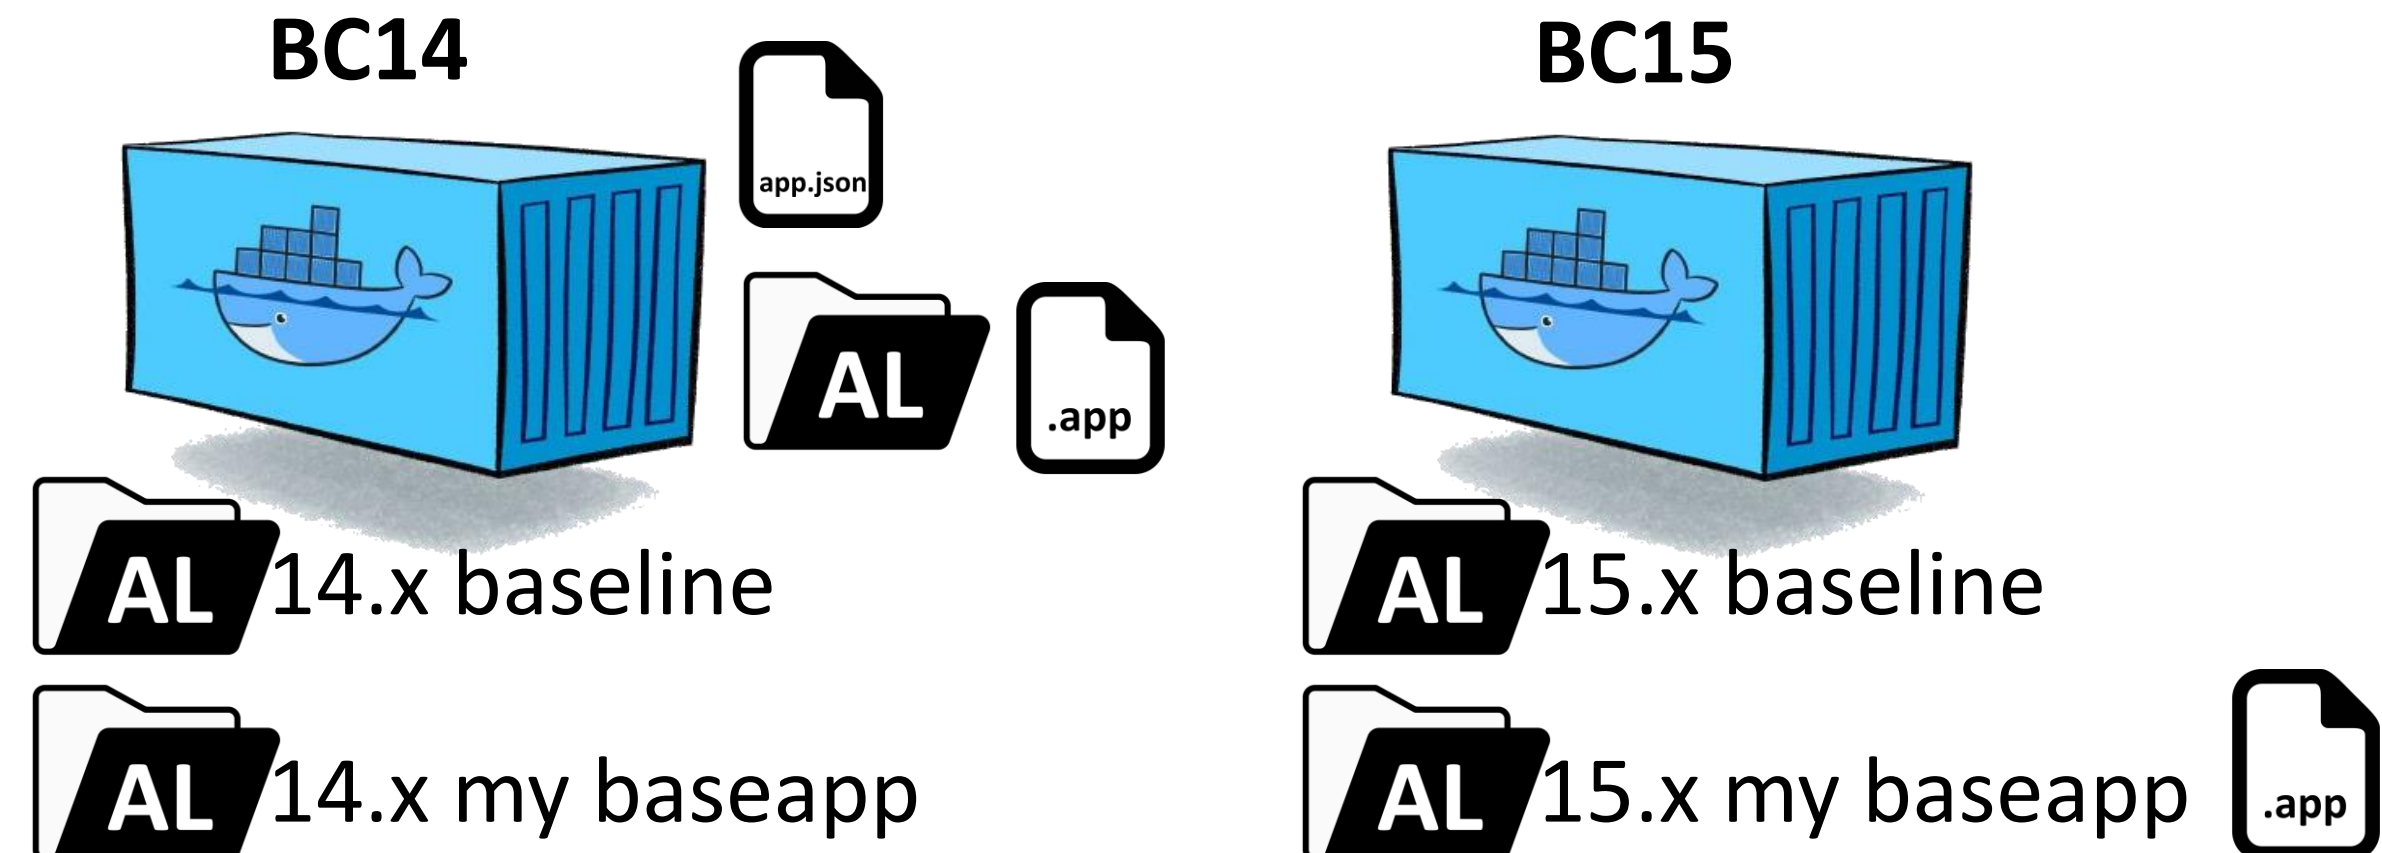 BC14
app.json
AL
.app
AL 14.x baseline
AL 14.x my baseapp
BC15
AL 15.x baseline
AL 15.x my baseapp
.app